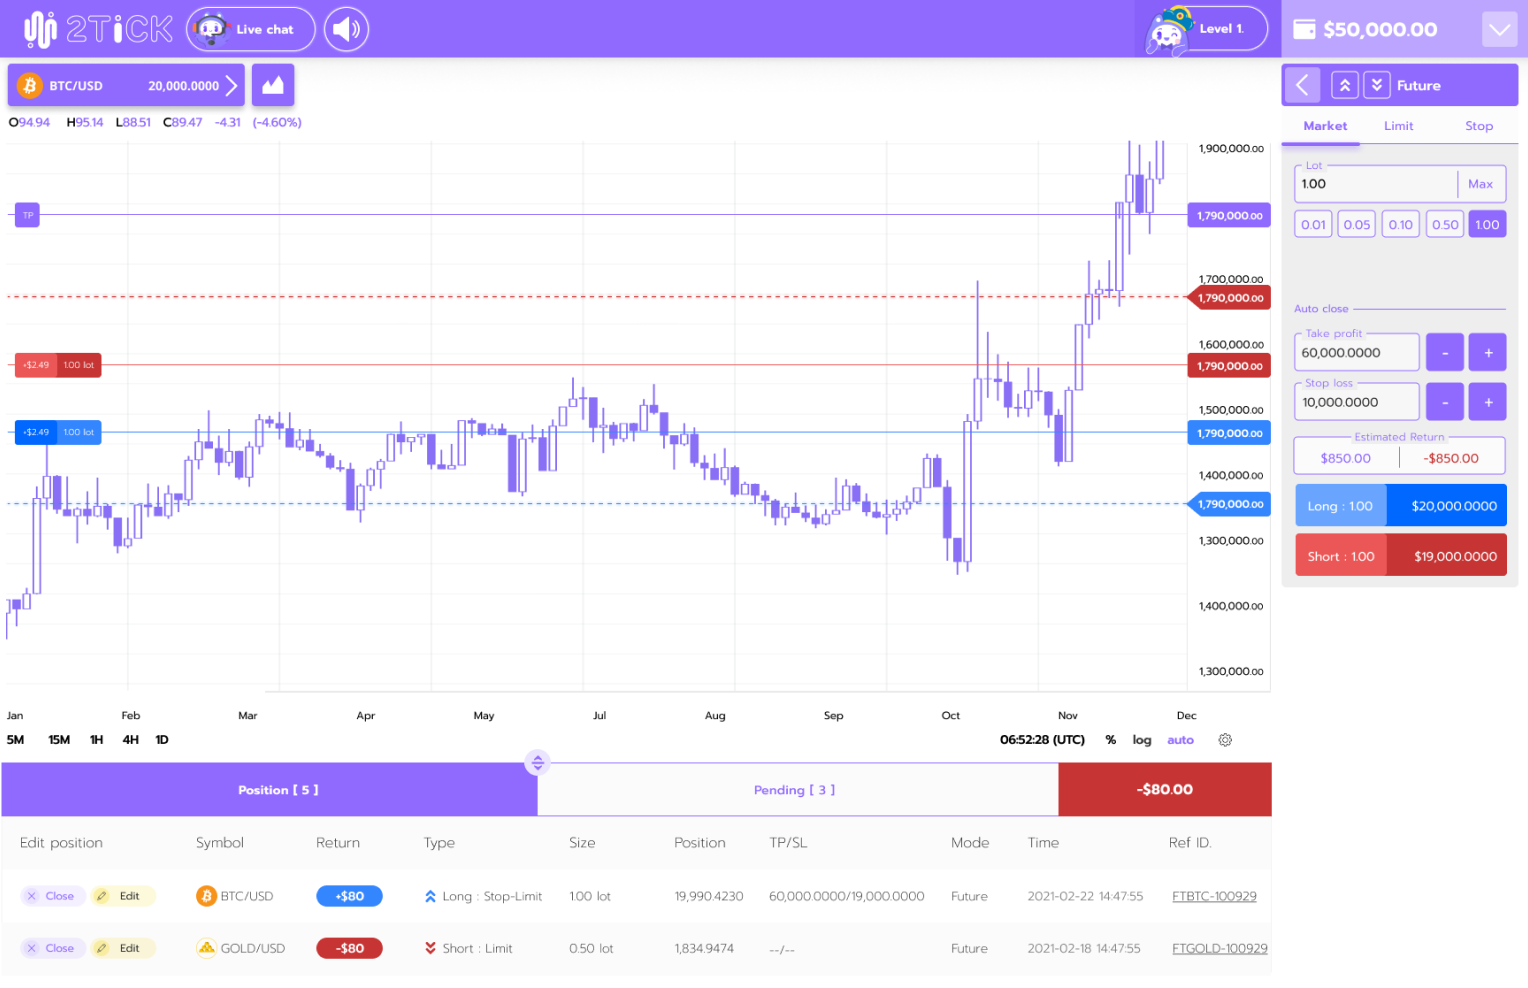 2TiCK
Live chat
Level 1.
$50,000.00
BTC/USD 20,000.0000
Future
O94.94 H95.14 L88.51 C89.47 -4.31 (-4.60%)
Market Limit Stop
1,900,000.00
Lot
1.00 Max
0.01 0.05 0.10 0.50 1.00
TP
1,790,000.00
1,700,000.00
1,790,000.00
Auto close
Take profit
60,000.0000 - +
1,600,000.00
+$2.49 1.00 lot
1,790,000.00
Stop loss
10,000.0000 - +
1,500,000.00
+$2.49 1.00 lot
1,790,000.00
Estimated Return
$850.00 -$850.00
1,400,000.00
1,790,000.00
Long : 1.00 $20,000.0000
1,300,000.00
Short : 1.00 $19,000.0000
1,400,000.00
1,300,000.00
Jan Feb Mar Apr May Jul Aug Sep Oct Nov Dec
5M 15M 1H 4H 1D 06:52:28 (UTC) % log auto
Position [ 5 ] Pending [ 3 ] -$80.00
Edit position Symbol Return Type Size Position TP/SL Mode Time Ref ID.
Close Edit BTC/USD +$80 Long : Stop-Limit 1.00 lot 19,990.4230 60,000.0000/19,000.0000 Future 2021-02-22 14:47:55 FTBTC-100929
Close Edit GOLD/USD -$80 Short : Limit 0.50 lot 1,834.9474 --/-- Future 2021-02-18 14:47:55 FTGOLD-100929